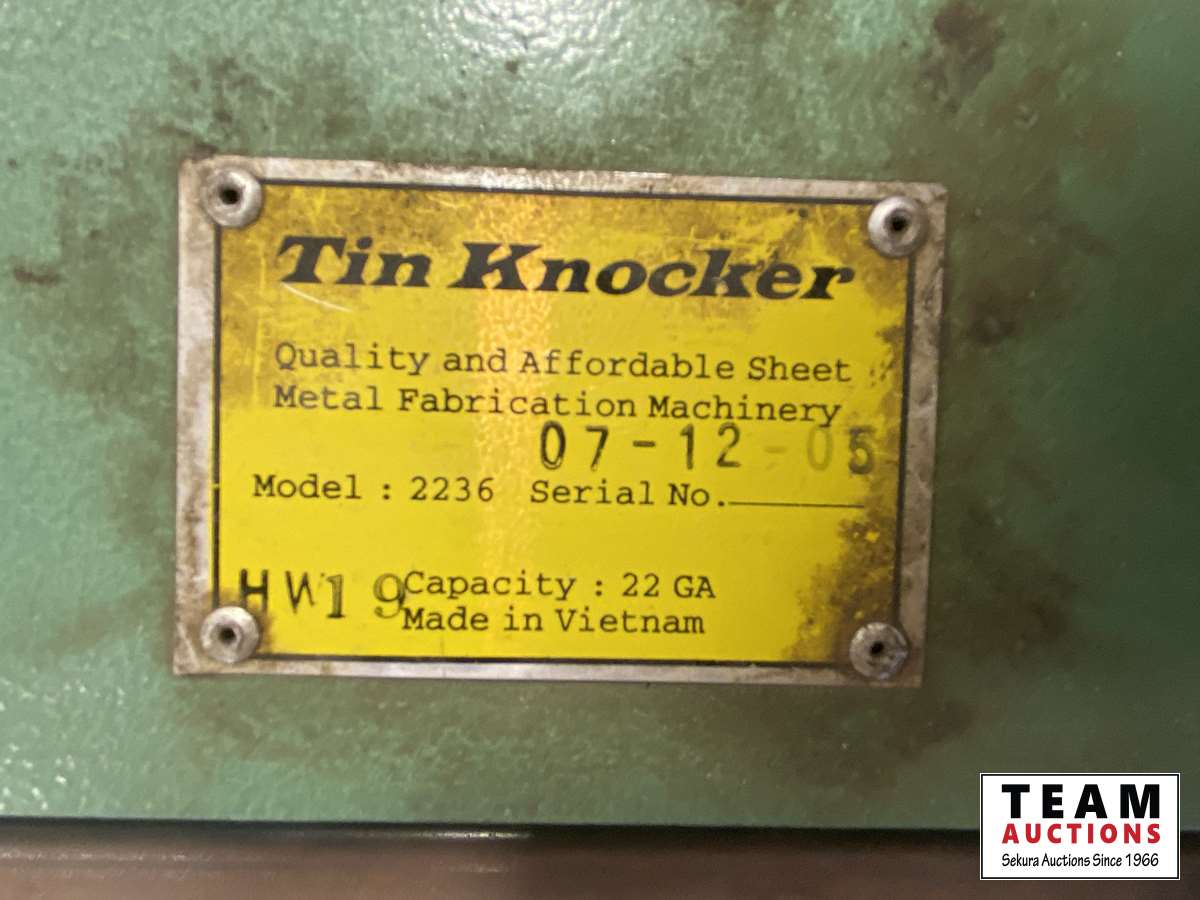 Tin Knocker
Quality and Affordable Sheet
Metal Fabrication Machinery
07-12-05
Model : 2236 Serial No.
HW19 Capacity : 22 GA
Made in Vietnam
TEAM
AUCTIONS
Sekura Auctions Since 1966